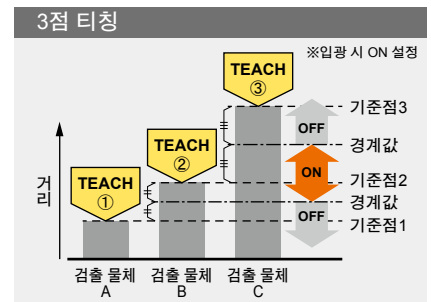 3점 티칭
※입광 시 ON 설정
TEACH
③
TEACH
②
TEACH
①
OFF
ON
OFF
기준점3
경계값
기준점2
경계값
기준점1
거리
검출 물체
A
검출 물체
B
검출 물체
C